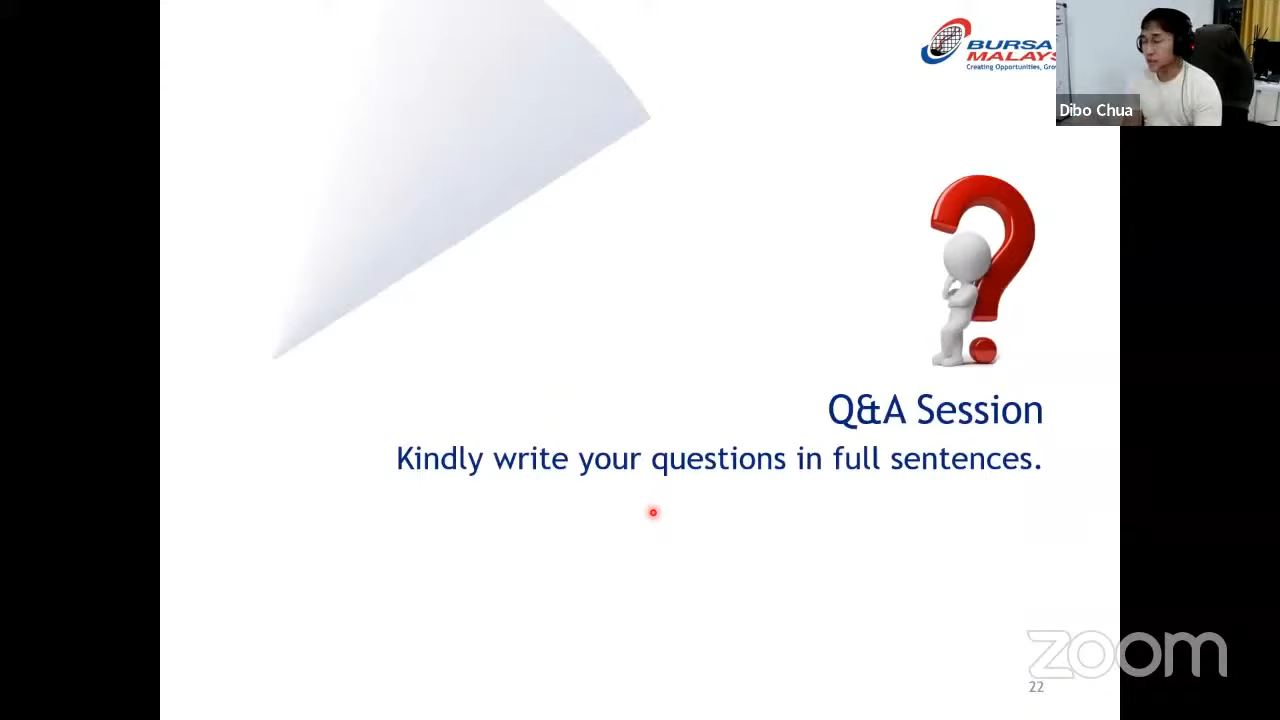 BURSA
MALAYS
Creating Opportunities, Gro
Dibo Chua
Q&A Session
Kindly write your questions in full sentences.
zoom
22